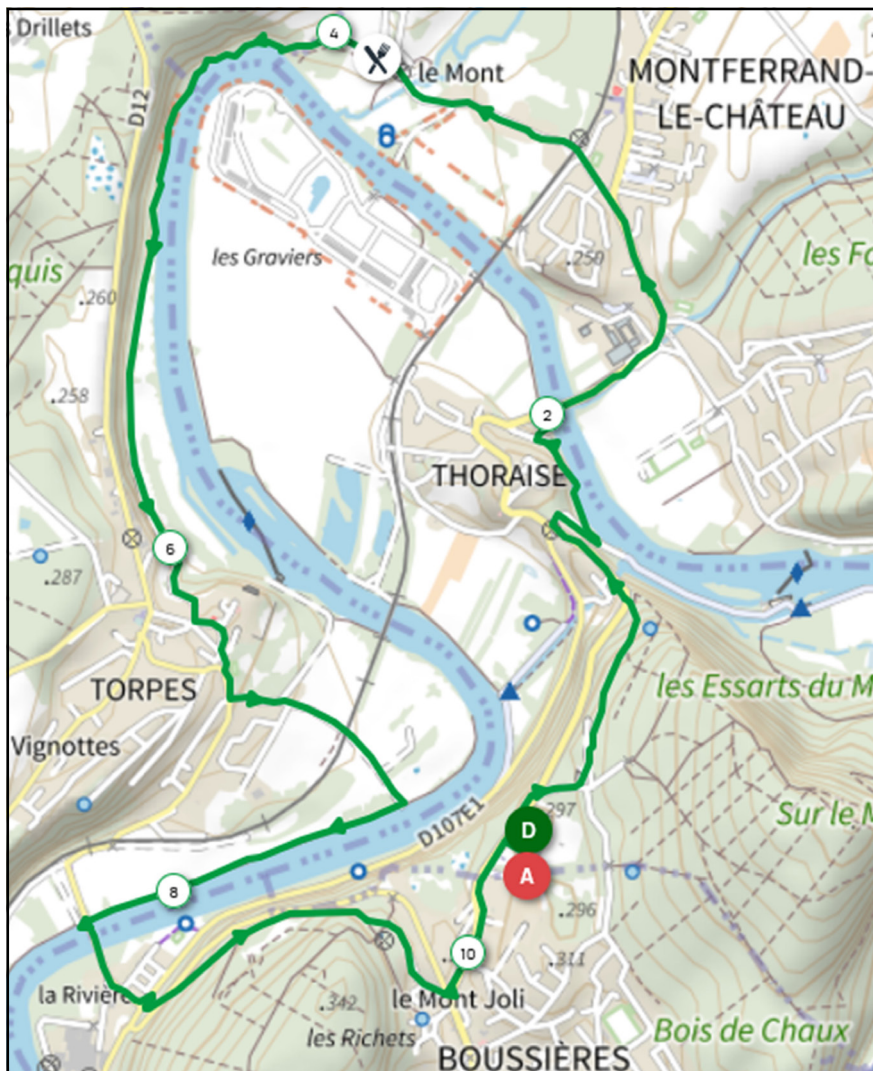 Drillets
4
le Mont
MONTFERRAND-
LE-CHÂTEAU
D12
les Graviers
.259
les Fo
quis
.260
.258
2
THORAISE
6
.287
TORPES
les Essarts du M
Vignottes
297
Sur le M
D107E1
D
A
8
.296
10
.311
la Rivière
.342
le Mont Joli
les Richets
Bois de Chaux
BOUSSIÈRES